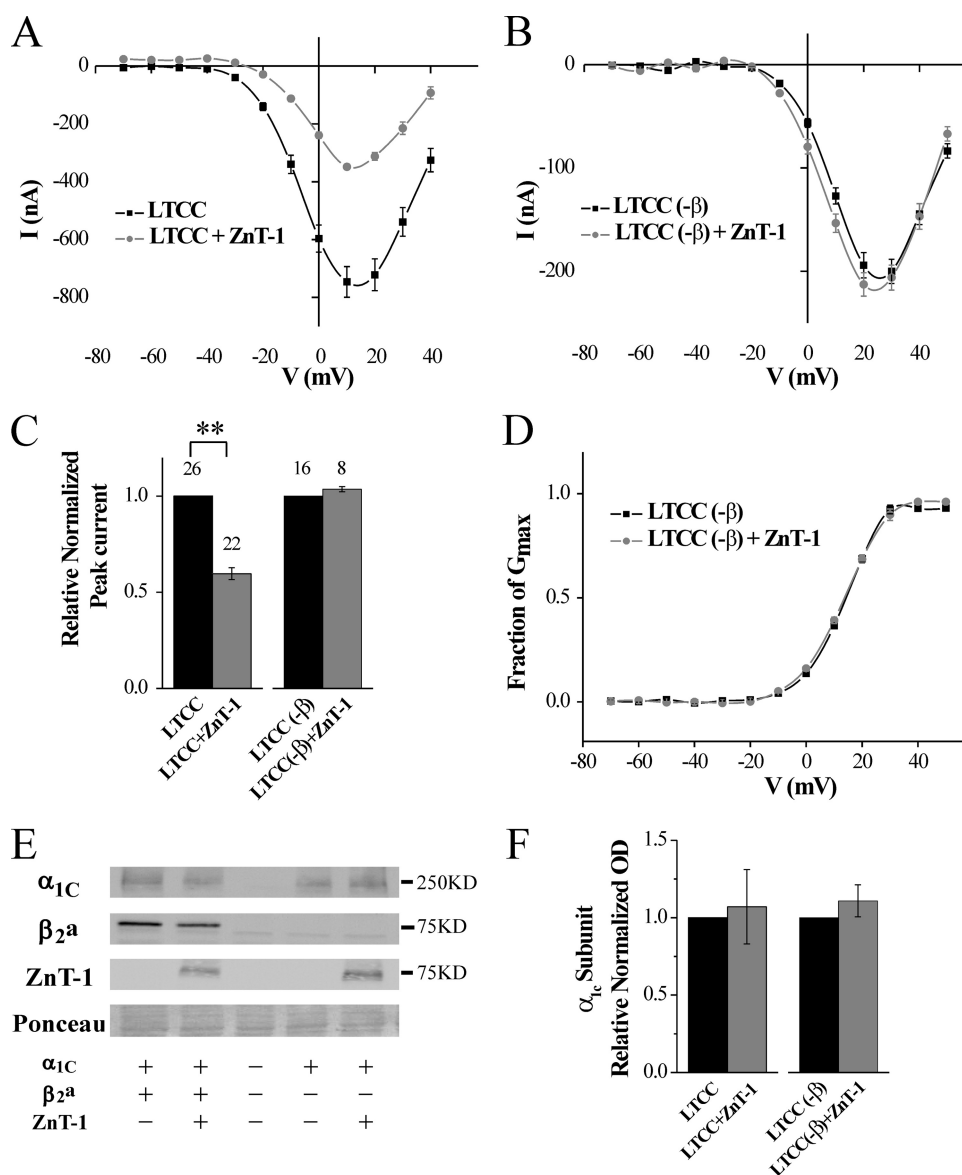 A
0
-200
-400
-600
-800
I (nA)
LTCC
LTCC + ZnT-1
-80 -60 -40 -20 0 20 40
V (mV)
B
0
-100
-200
I (nA)
LTCC (-β)
LTCC (-β) + ZnT-1
-80 -60 -40 -20 0 20 40
V (mV)
C
Relative Normalized
Peak current
1.0
0.5
0.0
**
26
22
16
8
LTCC
LTCC+ZnT-1
LTCC (-β)
LTCC(-β)+ZnT-1
D
Fraction of Gmax
1.0
0.5
0.0
LTCC (-β)
LTCC (-β) + ZnT-1
-80 -60 -40 -20 0 20 40
V (mV)
E
α1C
250KD
β2a
75KD
ZnT-1
75KD
Ponceau
α1C + + − + +
β2a + + − − −
ZnT-1 − + − − +
F
α1c Subunit
Relative Normalized OD
1.5
1.0
0.5
0.0
LTCC
LTCC+ZnT-1
LTCC (-β)
LTCC(-β)+ZnT-1